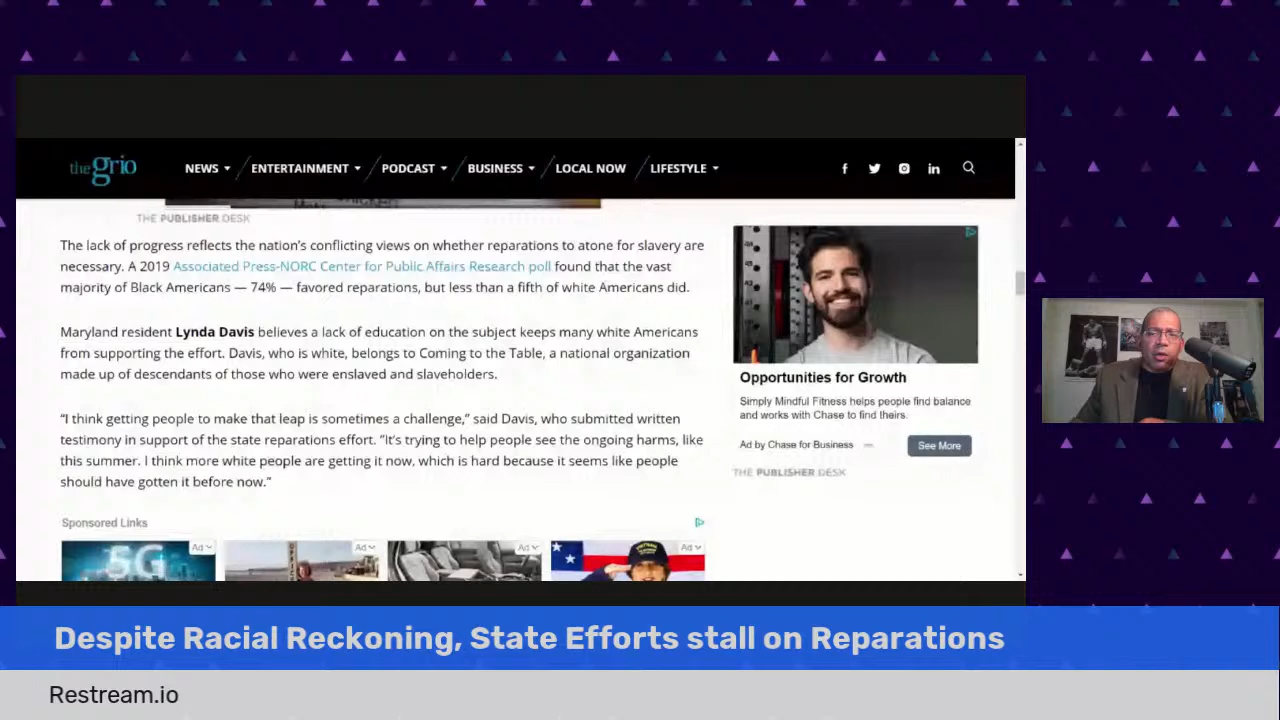 the grio
NEWS
ENTERTAINMENT
PODCAST
BUSINESS
LOCAL NOW
LIFESTYLE
THE PUBLISHER DESK
The lack of progress reflects the nation's conflicting views on whether reparations to atone for slavery are
necessary. A 2019 Associated Press-NORC Center for Public Affairs Research poll found that the vast
majority of Black Americans — 74% — favored reparations, but less than a fifth of white Americans did.
Maryland resident Lynda Davis believes a lack of education on the subject keeps many white Americans
from supporting the effort. Davis, who is white, belongs to Coming to the Table, a national organization
made up of descendants of those who were enslaved and slaveholders.
“I think getting people to make that leap is sometimes a challenge,” said Davis, who submitted written
testimony in support of the state reparations effort. “It's trying to help people see the ongoing harms, like
this summer. I think more white people are getting it now, which is hard because it seems like people
should have gotten it before now.”
Sponsored Links
Ad
Ad
Ad
Ad
5G
Opportunities for Growth
Simply Mindful Fitness helps people find balance
and works with Chase to find theirs.
Ad by Chase for Business
See More
THE PUBLISHER DESK
Despite Racial Reckoning, State Efforts stall on Reparations
Restream.io